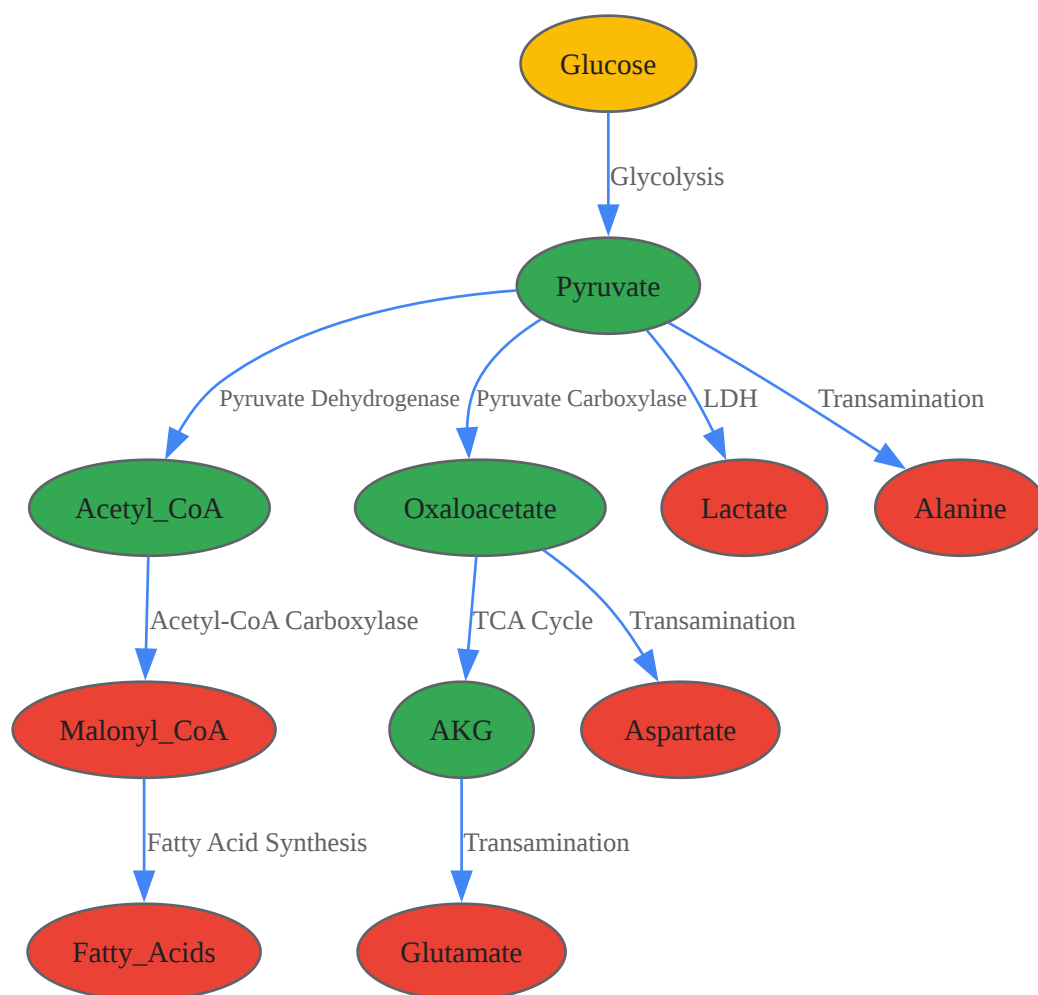 Glucose
Glycolysis
Pyruvate
Pyruvate Dehydrogenase
Pyruvate Carboxylase
LDH
Transamination
Acetyl_CoA
Oxaloacetate
Lactate
Alanine
Acetyl-CoA Carboxylase
TCA Cycle
Transamination
Malonyl_CoA
AKG
Aspartate
Fatty Acid Synthesis
Transamination
Fatty_Acids
Glutamate